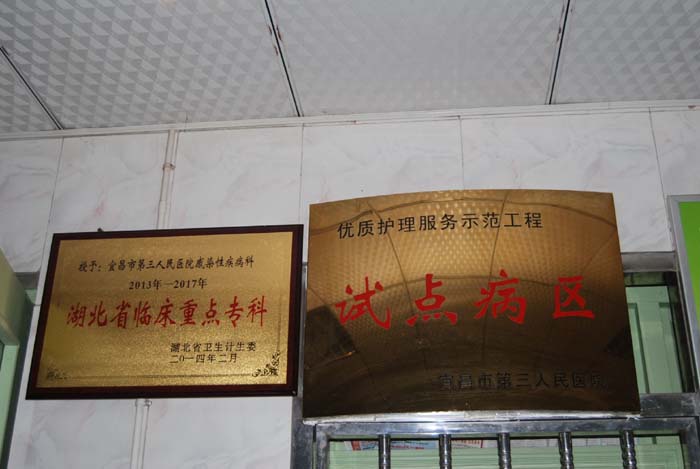 授予：宜昌市第三人民医院感染性疾病科
2013年—2017年
湖北省临床重点专科
湖北省卫生计生委
二〇一四年二月
优质护理服务示范工程
试点病区
宜昌市第三人民医院